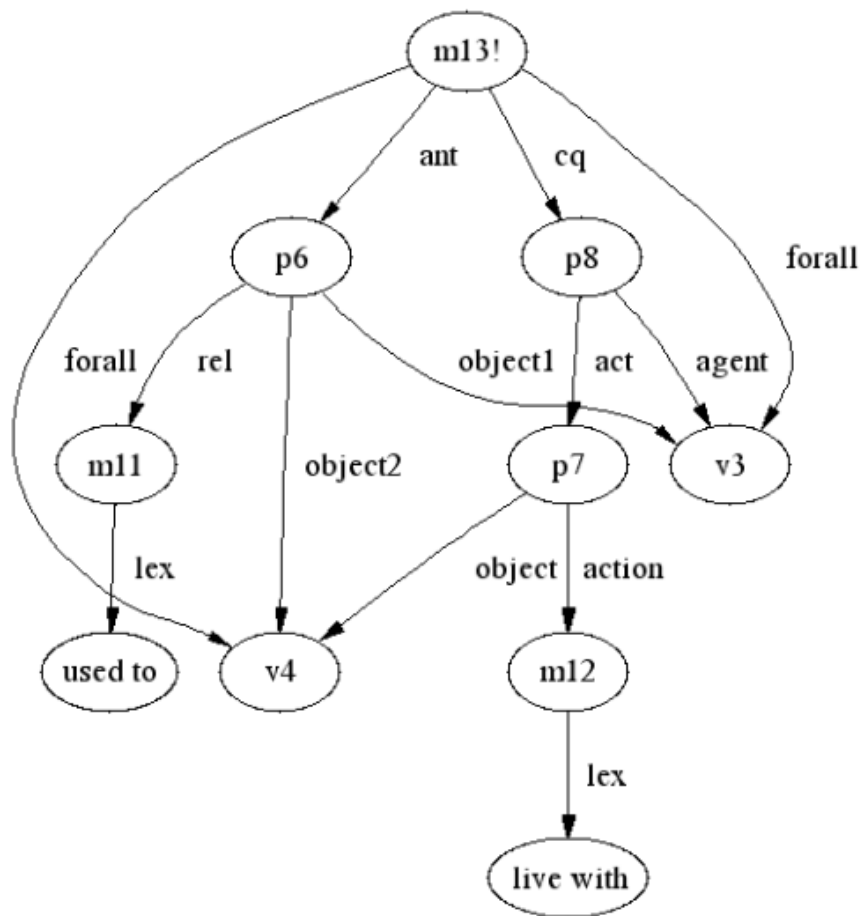 m13!
ant
cq
p6
p8
forall
forall
rel
object1
act
agent
m11
object2
p7
v3
lex
object
action
used to
v4
m12
lex
live with